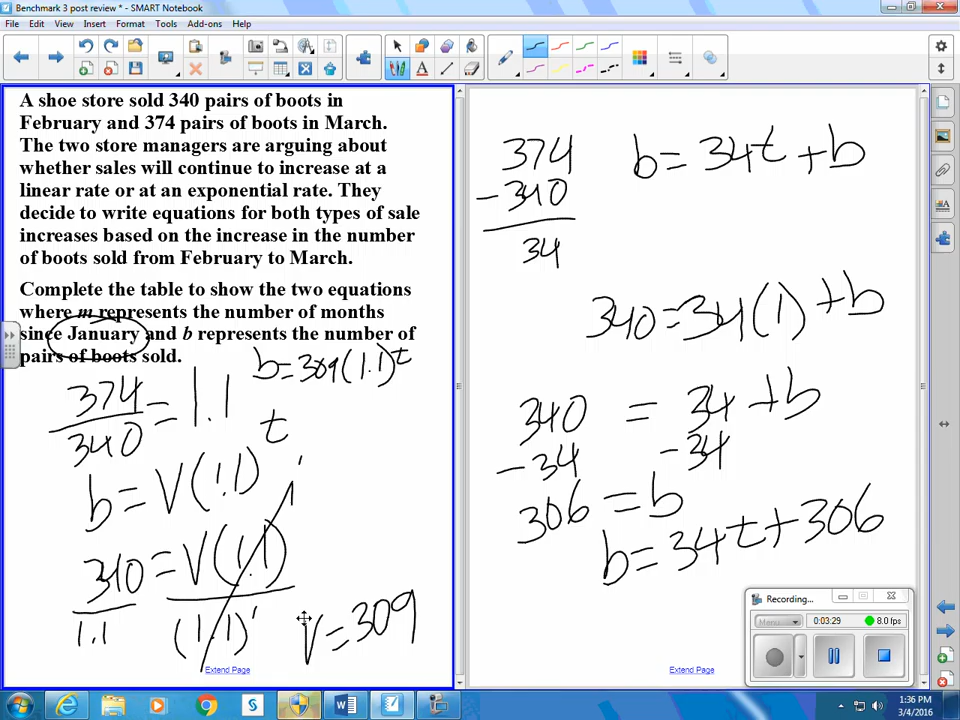 Benchmark 3 post review * - SMART Notebook
File Edit View Insert Format Tools Add-ons Help
A shoe store sold 340 pairs of boots in
February and 374 pairs of boots in March.
The two store managers are arguing about
whether sales will continue to increase at a
linear rate or at an exponential rate. They
decide to write equations for both types of sale
increases based on the increase in the number
of boots sold from February to March.
Complete the table to show the two equations
where m represents the number of months
since January and b represents the number of
pairs of boots sold.
b=309(1.1)t
374
340
=1.1
t
b=V(1.1)
340=V(1.1)1
1.1
(1.1)1
V=309
Extend Page
374
-340
34
b=34t+b
340=34(1)+b
340 = 34+b
-34 -34
306 = b
b=34t+306
Extend Page
Recording...
Menu
0:03:29
8.0 fps
1:36 PM
3/4/2016